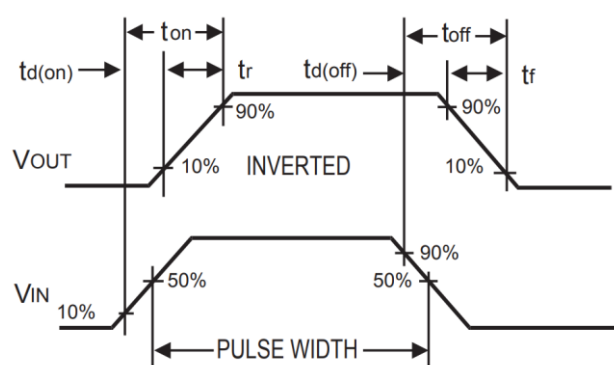 ton toff
td(on) tr td(off) tf
90% 90%
VOUT 10% INVERTED 10%
90%
VIN 10% 50% 50%
PULSE WIDTH